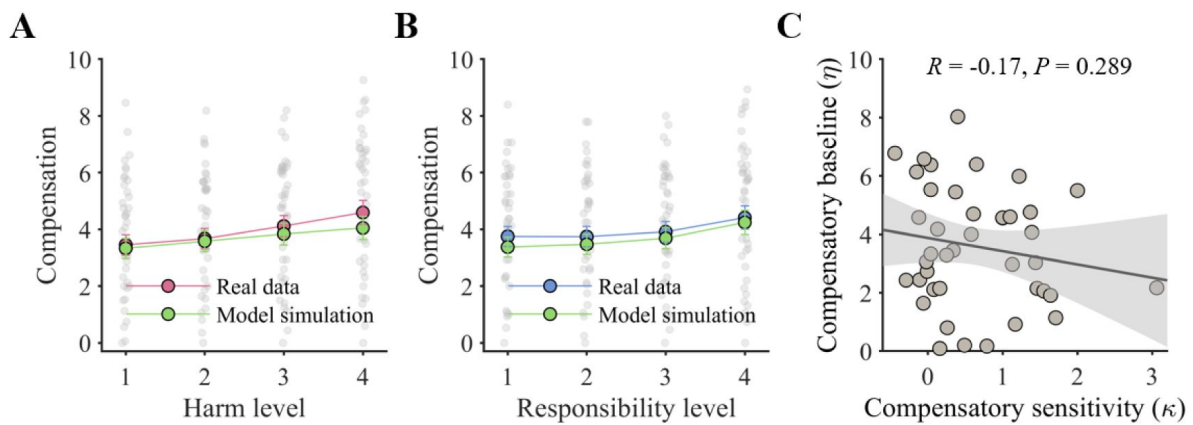 A
B
C
10
8
6
4
2
0
Compensation
Real data
Model simulation
1 2 3 4
Harm level
10
8
6
4
2
0
Compensation
Real data
Model simulation
1 2 3 4
Responsibility level
R = -0.17, P = 0.289
10
8
6
4
2
0
Compensatory baseline (η)
0 1 2 3
Compensatory sensitivity (κ)